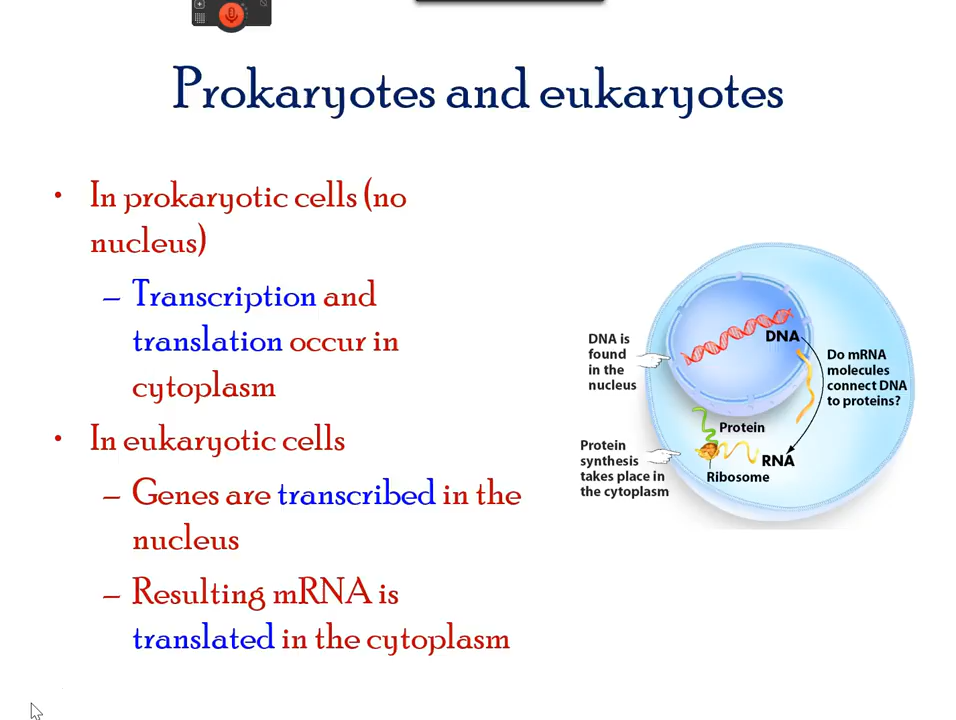 Prokaryotes and eukaryotes
• In prokaryotic cells (no
nucleus)
– Transcription and
translation occur in
cytoplasm
• In eukaryotic cells
– Genes are transcribed in the
nucleus
– Resulting mRNA is
translated in the cytoplasm
DNA is
found
in the
nucleus
DNA
Do mRNA
molecules
connect DNA
to proteins?
Protein
Protein
synthesis
takes place in
the cytoplasm
RNA
Ribosome